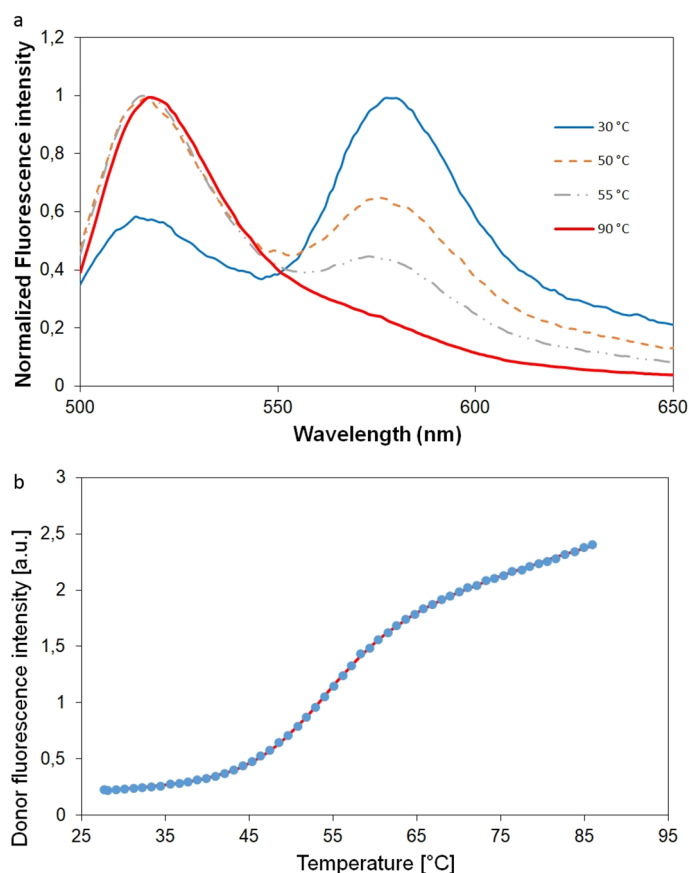 a
1,2
1
0,8
0,6
0,4
0,2
0
Normalized Fluorescence intensity
30 °C
50 °C
55 °C
90 °C
500
550
600
650
Wavelength (nm)
b
3
2,5
2
1,5
1
0,5
0
Donor fluorescence intensity [a.u.]
25
35
45
55
65
75
85
95
Temperature [°C]